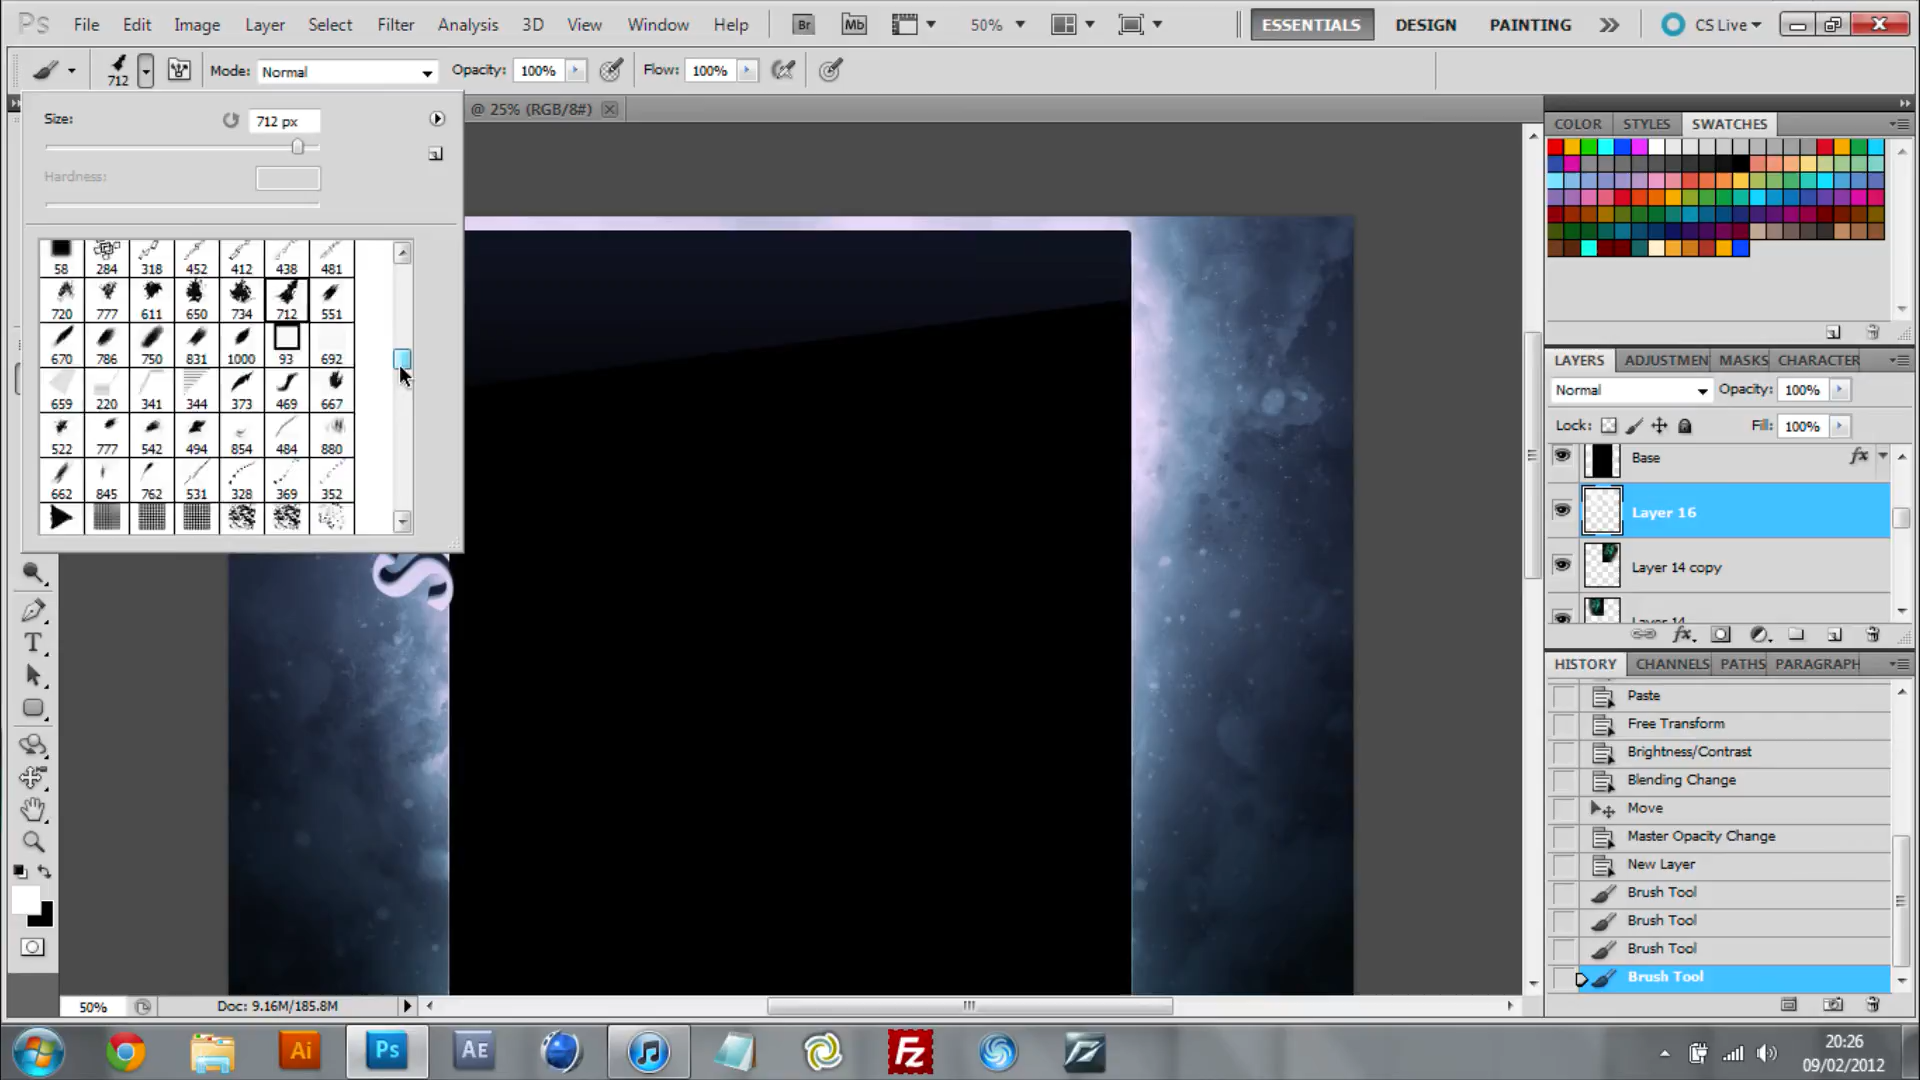 Ps File Edit Image Layer Select Filter Analysis 3D View Window Help Br Mb 50% ESSENTIALS DESIGN PAINTING CS Live
712 Mode: Normal Opacity: 100% Flow: 100%
Size: 712 px
Hardness:
@ 25% (RGB/8#)
58 284 318 452 412 438 481
720 777 611 650 734 712 551
670 786 750 831 1000 93 692
659 220 341 344 373 469 667
522 777 542 494 854 484 880
662 845 762 531 328 369 352
S
COLOR STYLES SWATCHES
LAYERS ADJUSTMEN MASKS CHARACTER
Normal Opacity: 100%
Lock: Fill: 100%
Base fx
Layer 16
Layer 14 copy
Layer 14
fx
HISTORY CHANNELS PATHS PARAGRAPH
Paste
Free Transform
Brightness/Contrast
Blending Change
Move
Master Opacity Change
New Layer
Brush Tool
Brush Tool
Brush Tool
Brush Tool
T
50% Doc: 9.16M/185.8M
Ai Ps AE Fz
20:26
09/02/2012